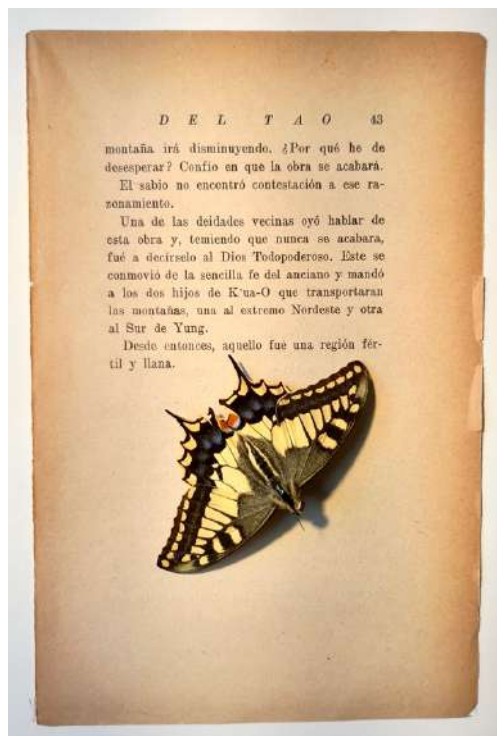 DEL TAO 43
montaña irá disminuyendo. ¿Por qué he de
desesperar? Confío en que la obra se acabará.
El sabio no encontró contestación a ese ra-
zonamiento.
Una de las deidades vecinas oyó hablar de
esta obra y, temiendo que nunca se acabara,
fué a decírselo al Dios Todopoderoso. Este se
conmovió de la sencilla fe del anciano y mandó
a los dos hijos de K'ua-O que transportaran
las montañas, una al extremo Nordeste y otra
al Sur de Yung.
Desde entonces, aquello fue una región fér-
til y llana.